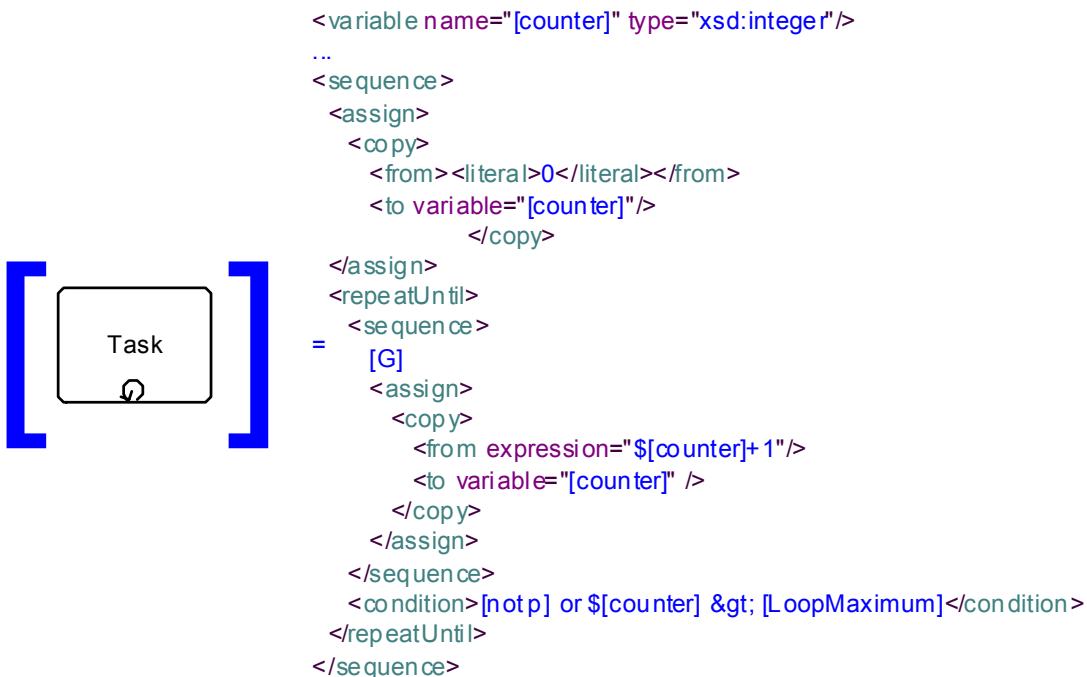 <variable name="[counter]" type="xsd:integer"/>
...
<sequence>
<assign>
<copy>
<from><literal>0</literal></from>
<to variable="[counter]"/>
</copy>
</assign>
<repeatUntil>
<sequence>
[ Task ] =
[G]
<assign>
<copy>
<from expression="$[counter]+1"/>
<to variable="[counter]" />
</copy>
</assign>
</sequence>
<condition>[not p] or $[counter] &gt; [LoopMaximum]</condition>
</repeatUntil>
</sequence>